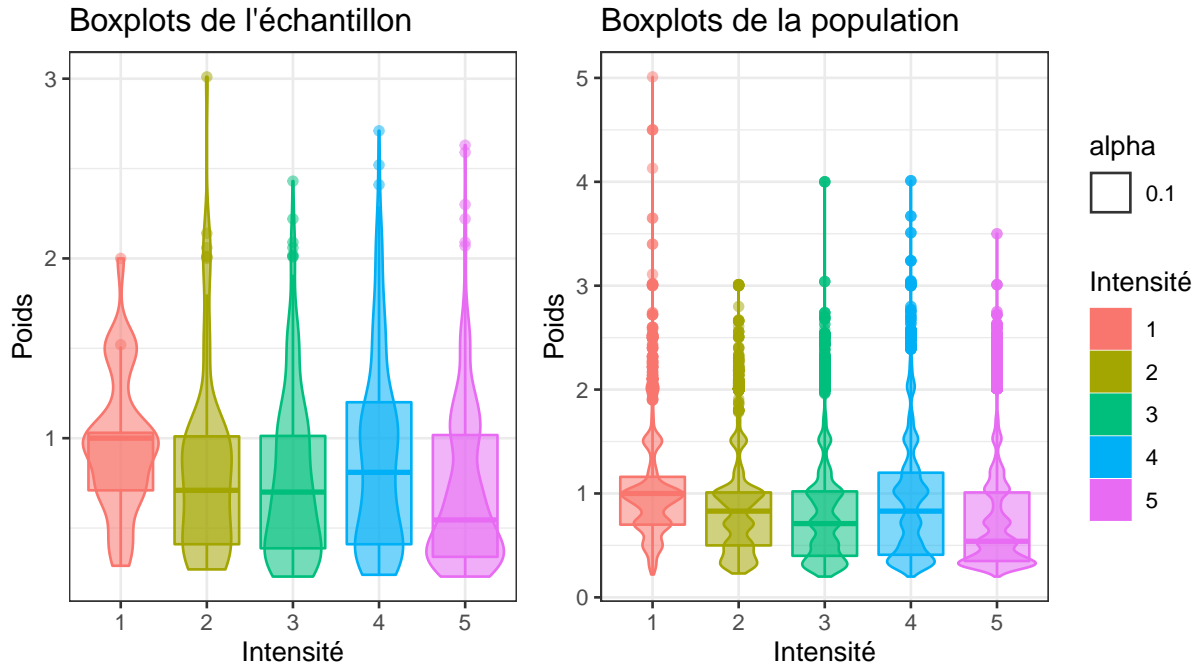 Boxplots de l'échantillon
Poids
3
2
1
1 2 3 4 5
Intensité
Boxplots de la population
Poids
5
4
3
2
1
0
1 2 3 4 5
Intensité
alpha
0.1
Intensité
1
2
3
4
5